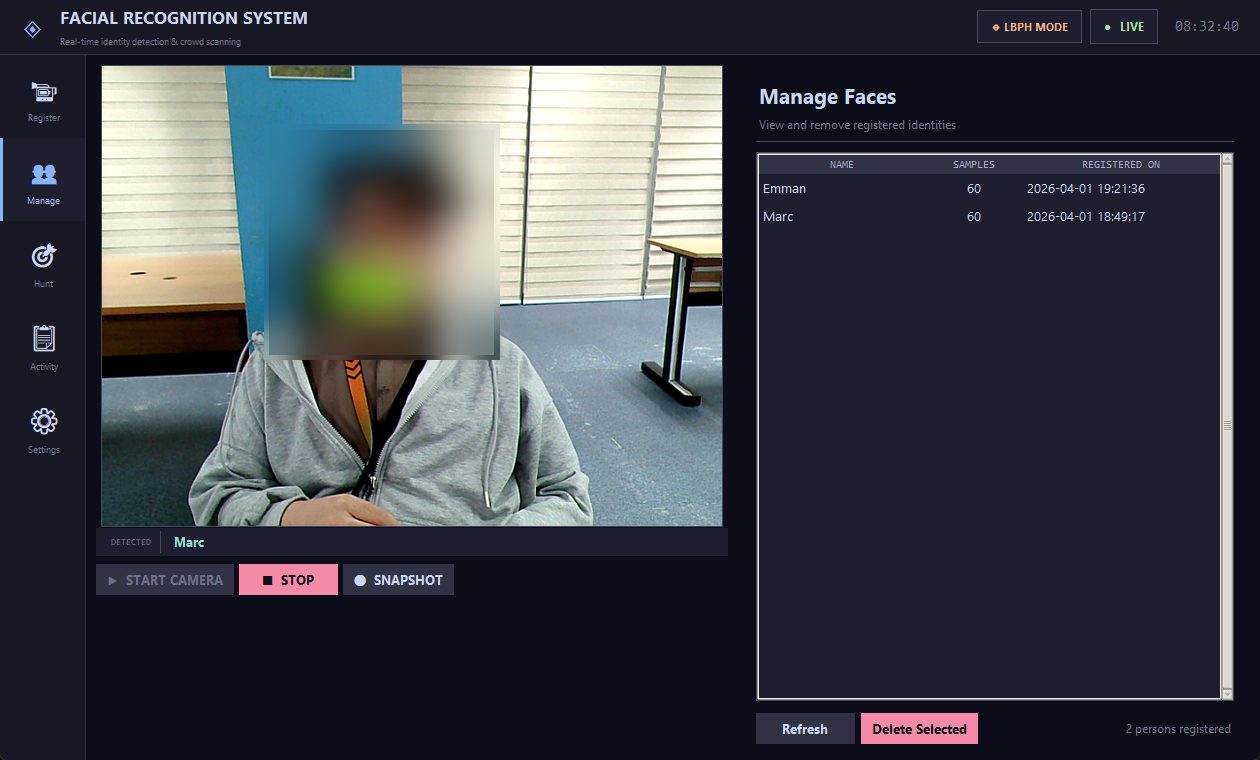 FACIAL RECOGNITION SYSTEM
Real-time identity detection & crowd scanning
LBPH MODE
● LIVE
08:32:40
Register
Manage
Hunt
Activity
Settings
DETECTED Marc
▶ START CAMERA
■ STOP
● SNAPSHOT
Manage Faces
View and remove registered identities
NAME SAMPLES REGISTERED ON
Emman 60 2026-04-01 19:21:36
Marc 60 2026-04-01 18:49:17
Refresh
Delete Selected
2 persons registered